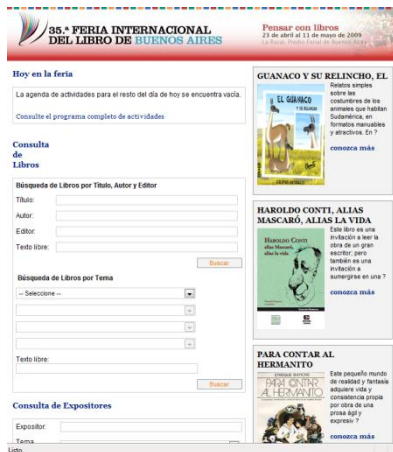 35.ª FERIA INTERNACIONAL
DEL LIBRO DE BUENOS AIRES
Pensar con libros
23 de abril al 11 de mayo de 2009
La Rural, Predio Ferial de Buenos Aires
Hoy en la feria
La agenda de actividades para el resto del día de hoy se encuentra vacía.
Consulte el programa completo de actividades
Consulta
de
Libros
Búsqueda de Libros por Título, Autor y Editor
Título:
Autor:
Editor:
Texto libre:
Buscar
Búsqueda de Libros por Tema
-- Seleccione --
Texto libre:
Buscar
Consulta de Expositores
Expositor:
Tema
Listo
GUANACO Y SU RELINCHO, EL
EL GUANACO
Relatos simples
sobre las
costumbres de los
animales que habitan
Sudamérica, en
formatos manuables
y atractivos. En ?
conozca más
HAROLDO CONTI, ALIAS
MASCARÓ, ALIAS LA VIDA
HAROLDO CONTI
alias Mascaró,
alias la vida
Este libro es una
invitación a leer la
obra de un gran
escritor; pero
también es una
invitación a
sumergirse en una ?
conozca más
PARA CONTAR AL
HERMANITO
PARA CONTAR
AL HERMANITO
Este pequeño mundo
de realidad y fantasía
adquiere vida y
consistencia propia
por obra de una
prosa ágil y
expresiv ?
conozca más